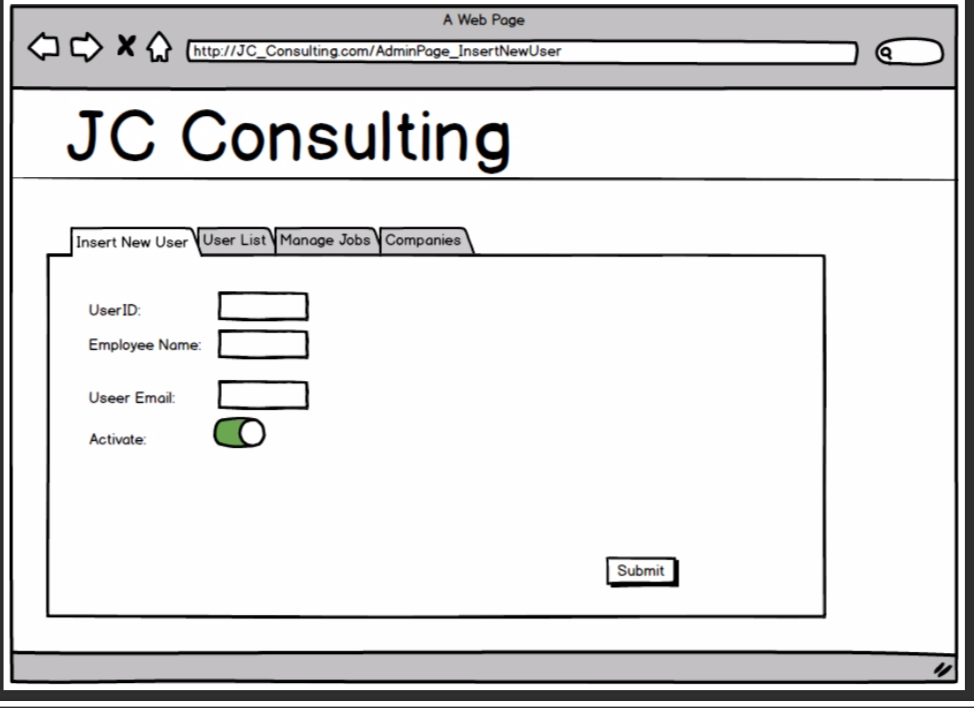 A Web Page
http://JC_Consulting.com/AdminPage_InsertNewUser
JC Consulting
Insert New User User List Manage Jobs Companies
UserID:
Employee Name:
Useer Email:
Activate:
Submit